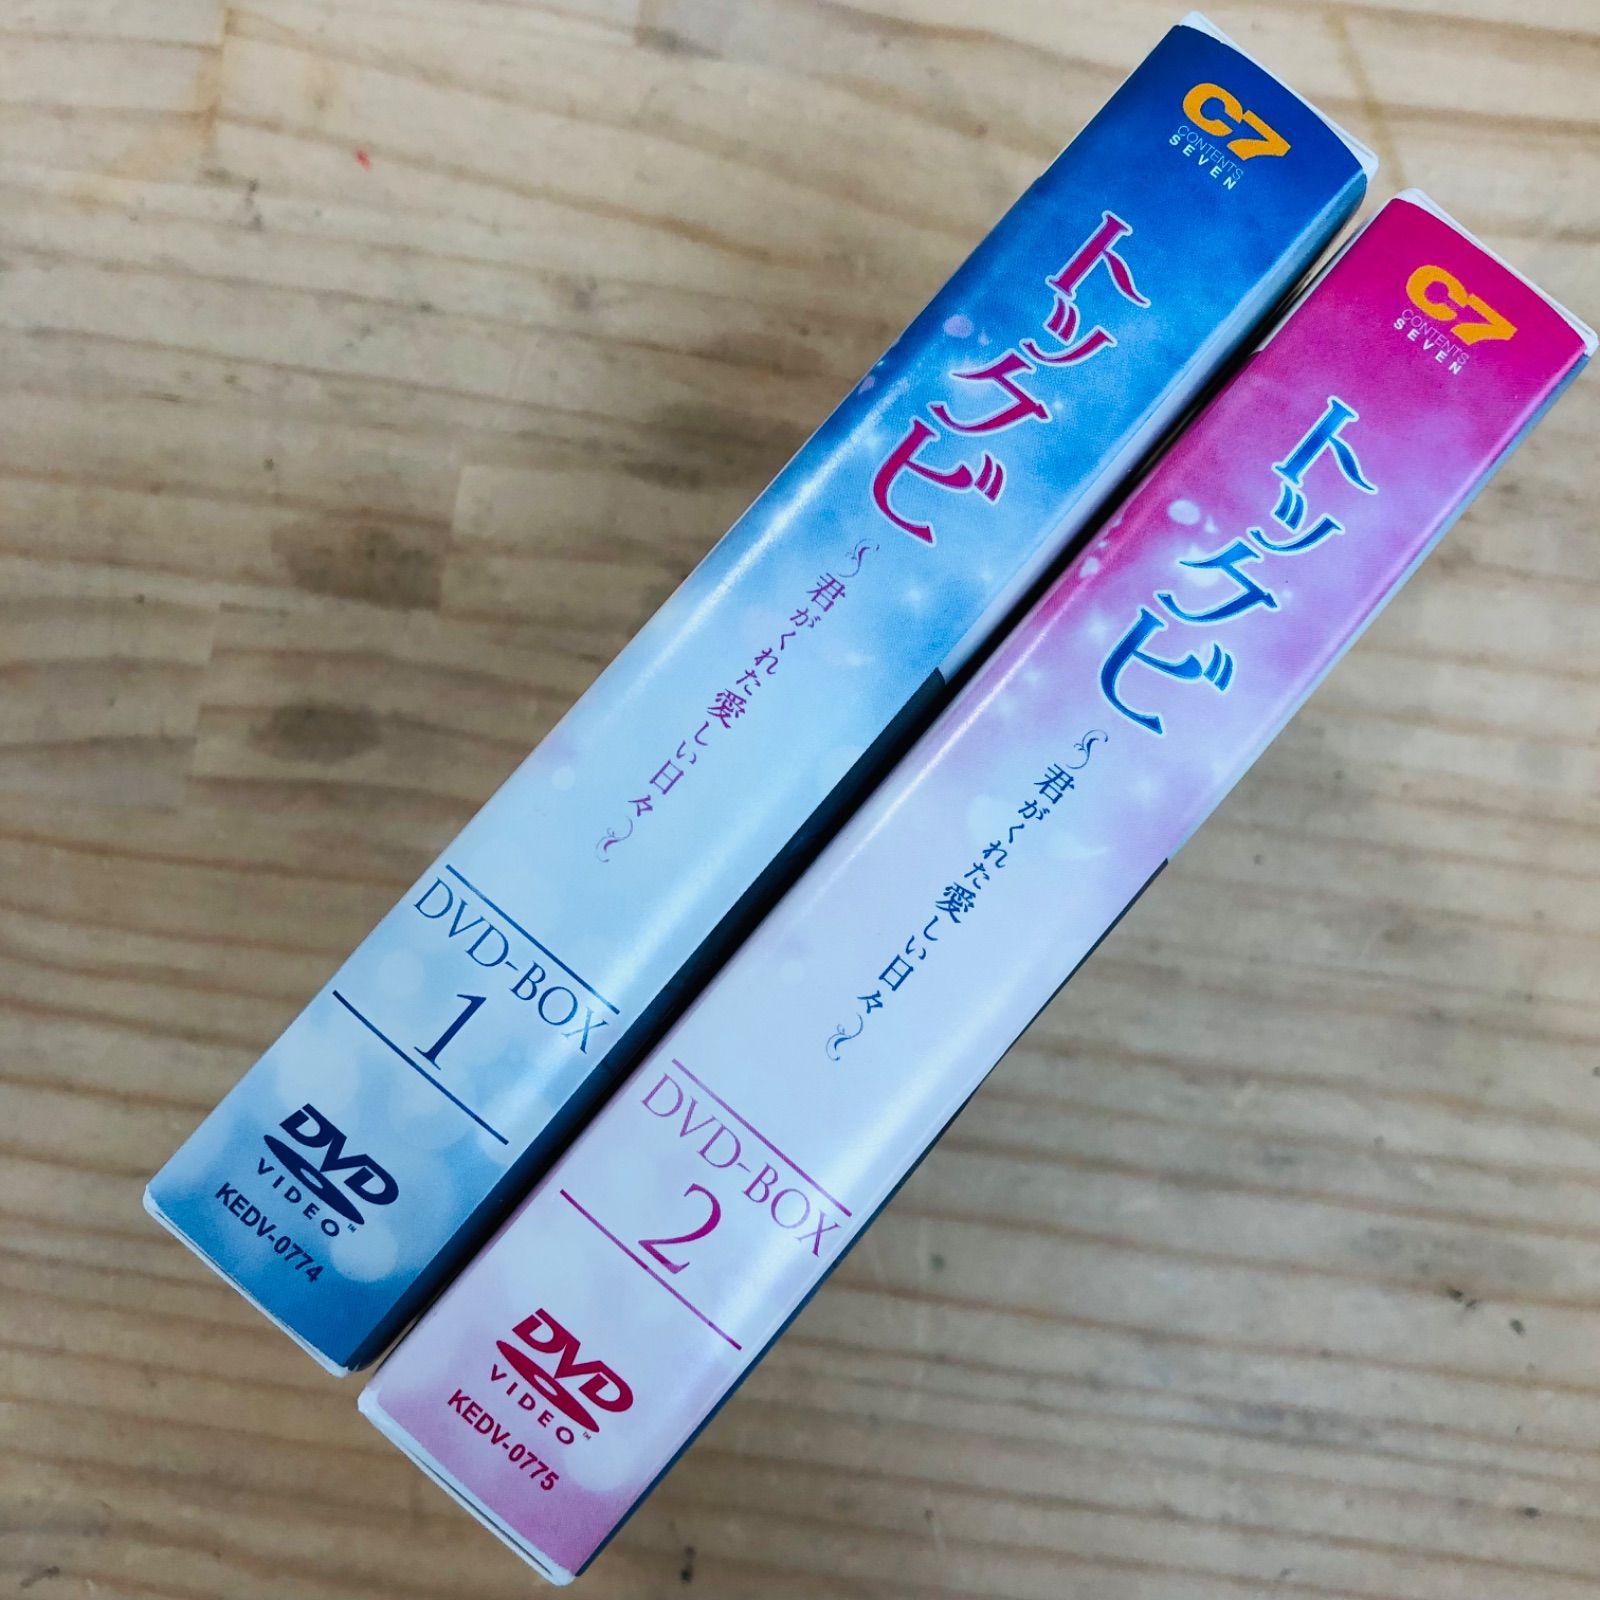 C7
CONTENTS
SEVEN
トッケビ
君がくれた愛しい日々
DVD-BOX
1
DVD
VIDEO™
KEDV-0774
C7
CONTENTS
SEVEN
トッケビ
君がくれた愛しい日々
DVD-BOX
2
DVD
VIDEO™
KEDV-0775